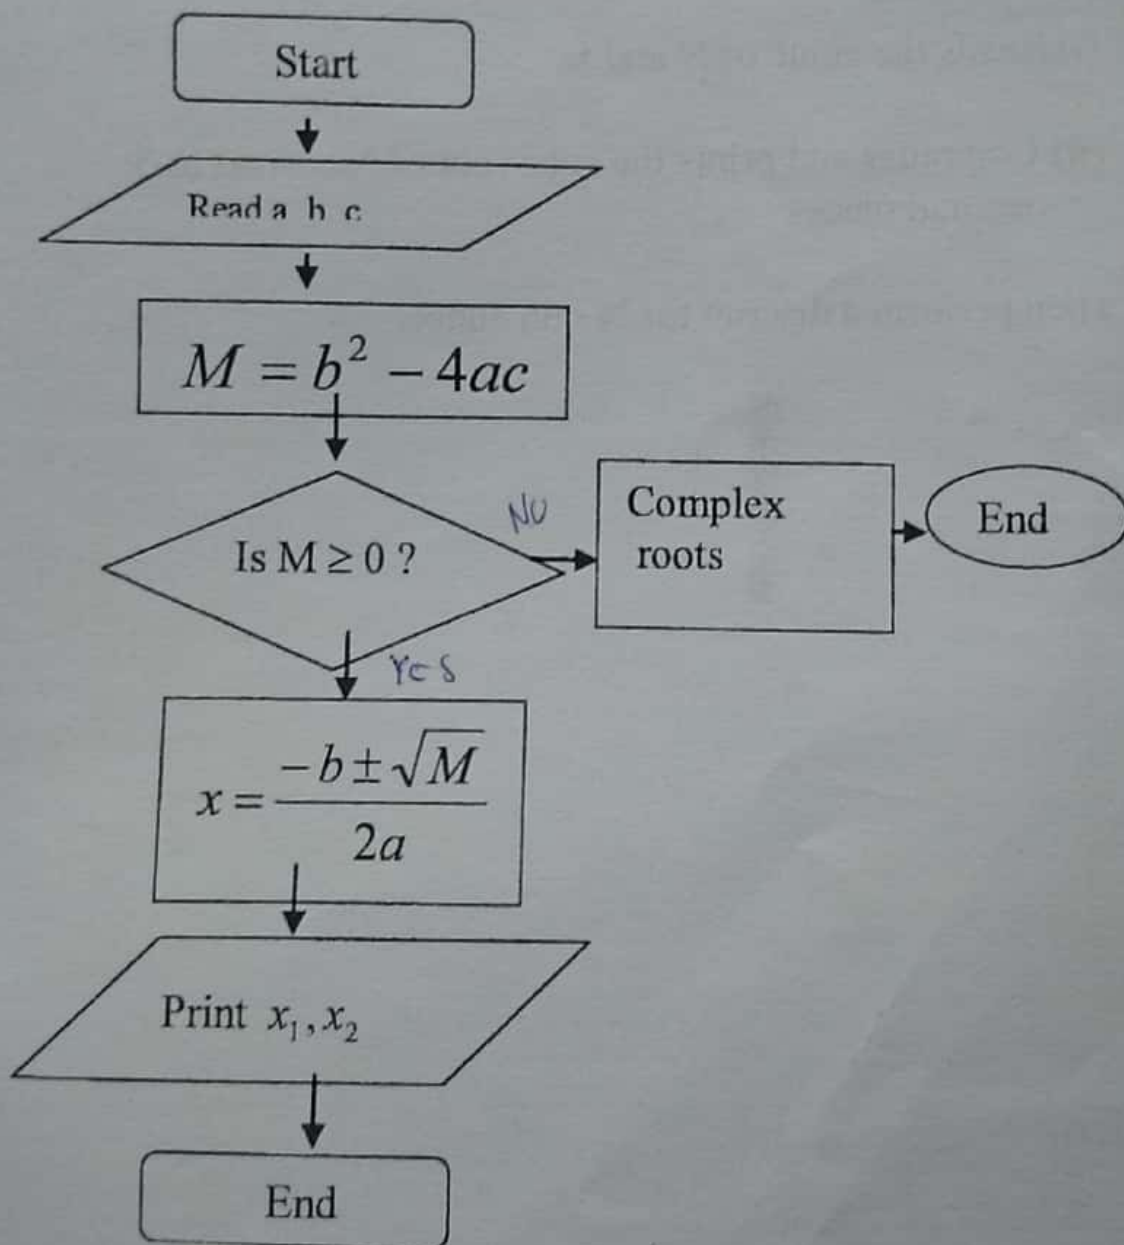 Start
Read a b c
M = b² − 4ac
Is M ≥ 0 ?
NO
Complex
roots
End
YES
x = (−b ± √M) / 2a
Print x₁, x₂
End